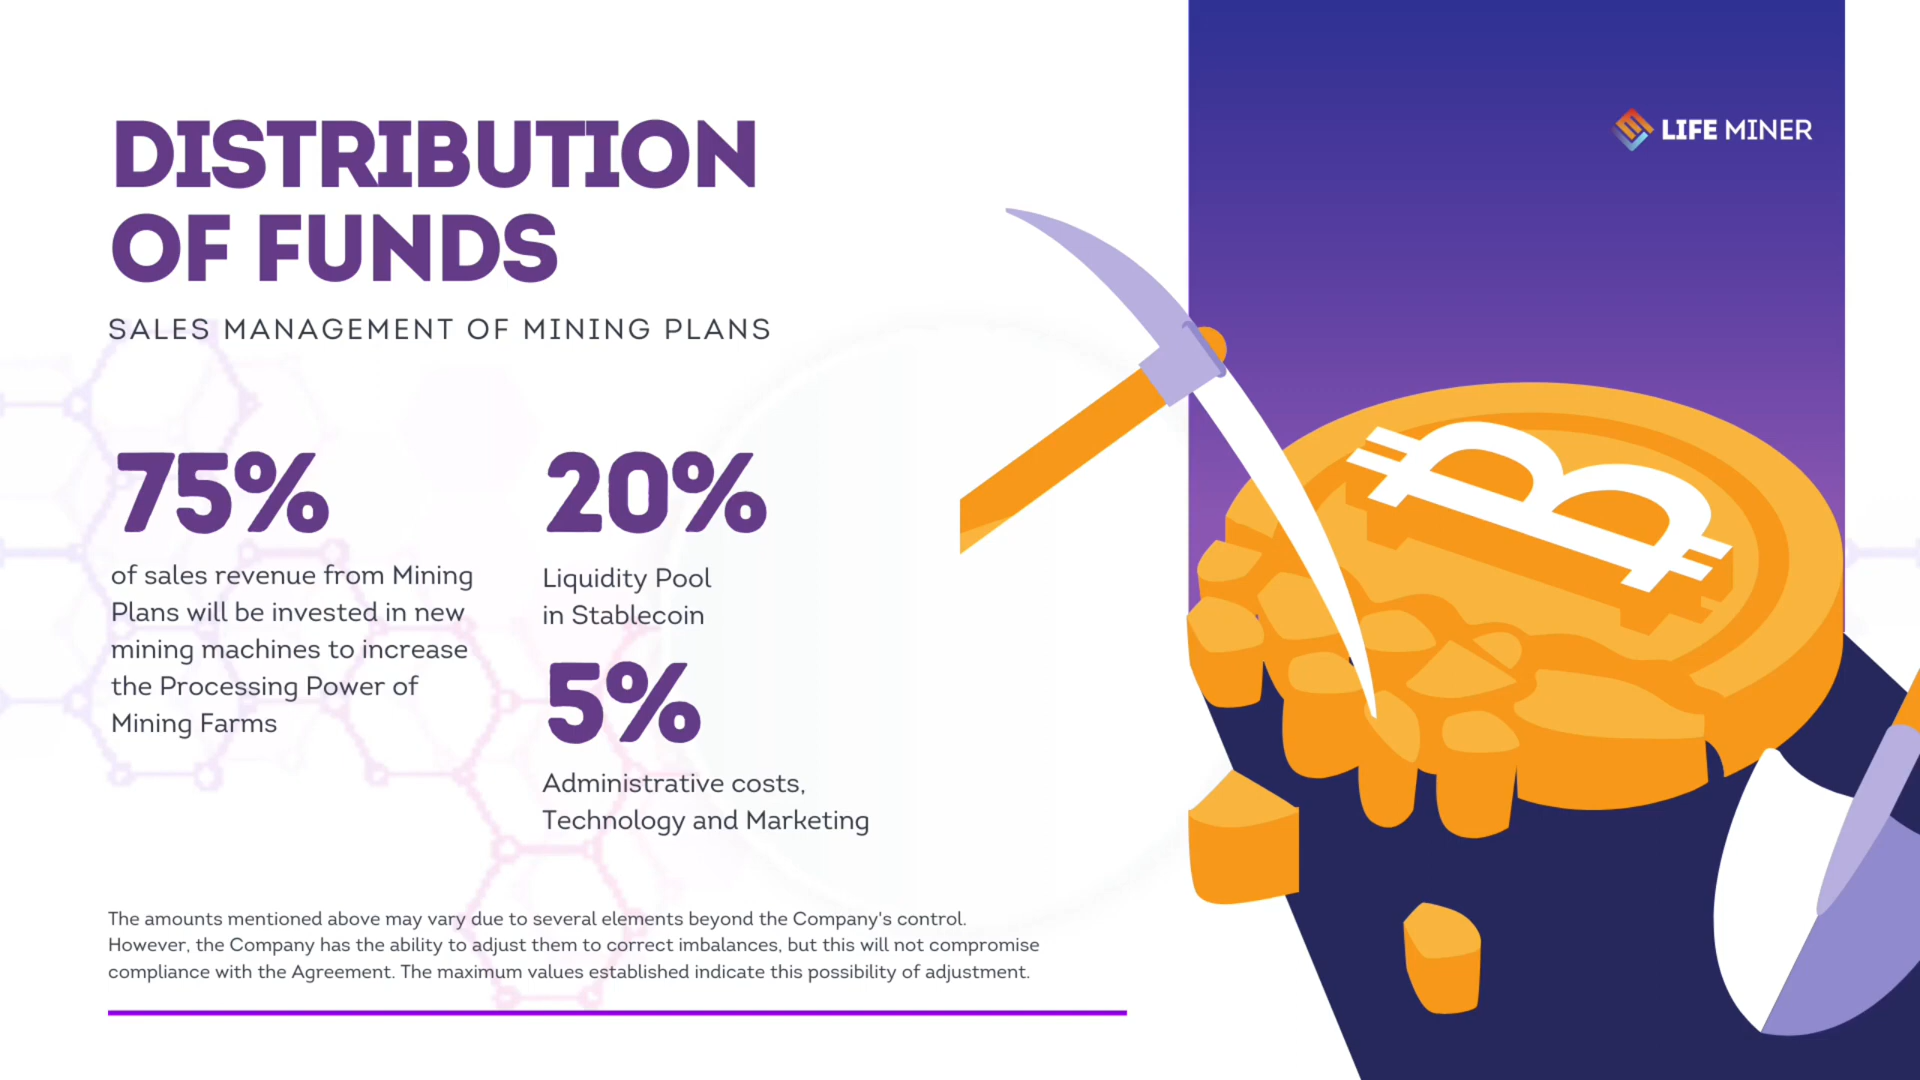 DISTRIBUTION
OF FUNDS
SALES MANAGEMENT OF MINING PLANS
75%
of sales revenue from Mining
Plans will be invested in new
mining machines to increase
the Processing Power of
Mining Farms
20%
Liquidity Pool
in Stablecoin
5%
Administrative costs,
Technology and Marketing
The amounts mentioned above may vary due to several elements beyond the Company's control.
However, the Company has the ability to adjust them to correct imbalances, but this will not compromise
compliance with the Agreement. The maximum values established indicate this possibility of adjustment.
LIFE MINER